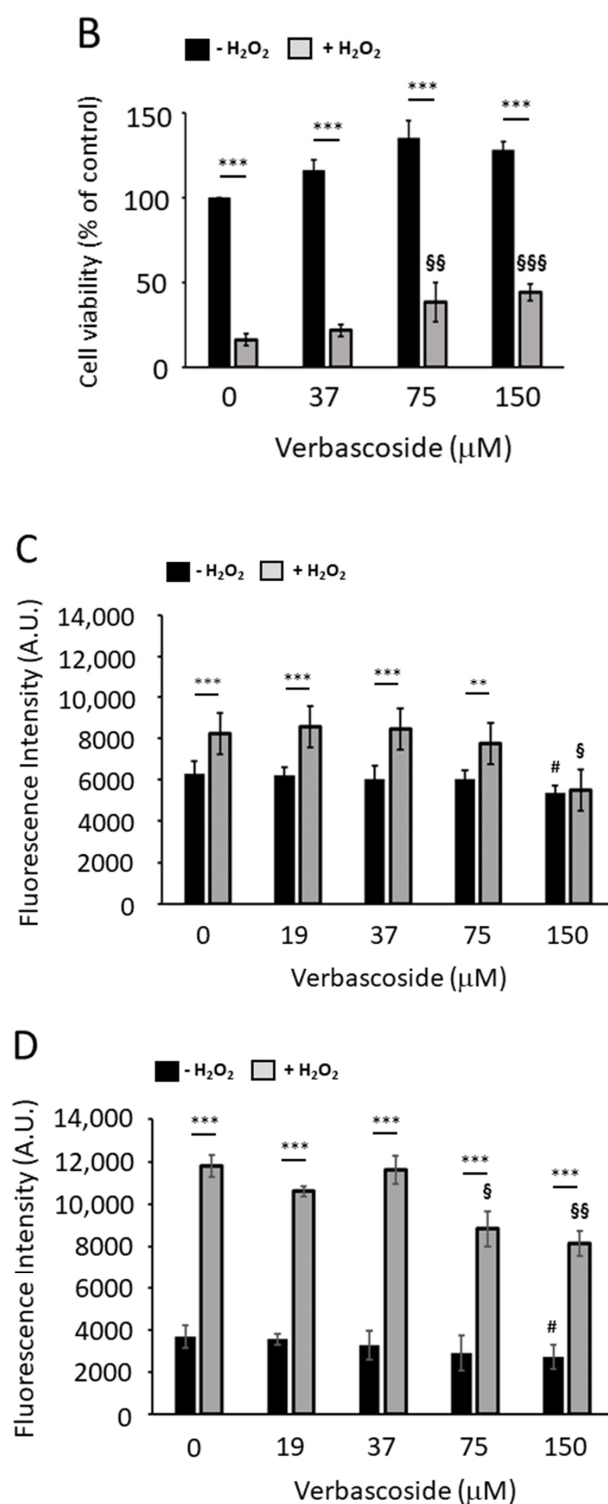 B
- H₂O₂ + H₂O₂
*** *** *** ***
§§ §§§
Cell viability (% of control)
150
100
50
0
0 37 75 150
Verbascoside (μM)
C
- H₂O₂ + H₂O₂
*** *** *** **
# §
Fluorescence Intensity (A.U.)
14,000
12,000
10,000
8000
6000
4000
2000
0
0 19 37 75 150
Verbascoside (μM)
D
- H₂O₂ + H₂O₂
*** *** *** *** ***
§ §§
#
Fluorescence Intensity (A.U.)
14,000
12,000
10,000
8000
6000
4000
2000
0
0 19 37 75 150
Verbascoside (μM)